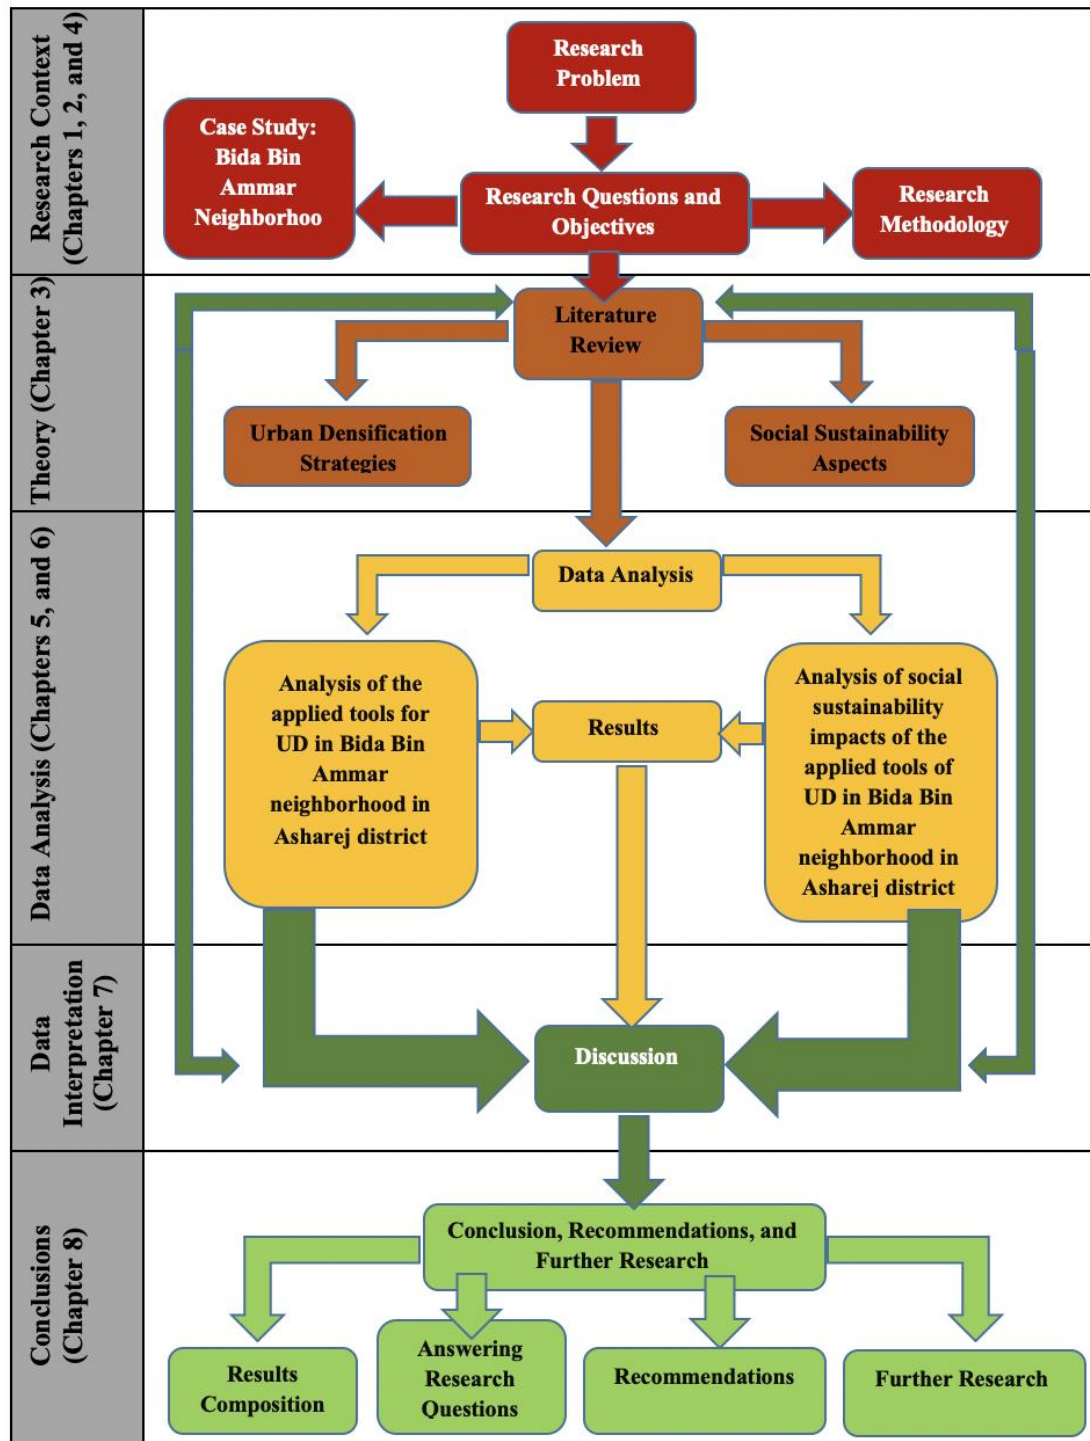 Research Context
(Chapters 1, 2, and 4)
Research
Problem
Case Study:
Bida Bin
Ammar
Neighborhoo
Research Questions and
Objectives
Research
Methodology
Theory (Chapter 3)
Literature
Review
Urban Densification
Strategies
Social Sustainability
Aspects
Data Analysis (Chapters 5, and 6)
Data Analysis
Analysis of the
applied tools for
UD in Bida Bin
Ammar
neighborhood in
Asharej district
Results
Analysis of social
sustainability
impacts of the
applied tools of
UD in Bida Bin
Ammar
neighborhood in
Asharej district
Data
Interpretation
(Chapter 7)
Discussion
Conclusions
(Chapter 8)
Conclusion, Recommendations, and
Further Research
Results
Composition
Answering
Research
Questions
Recommendations
Further Research